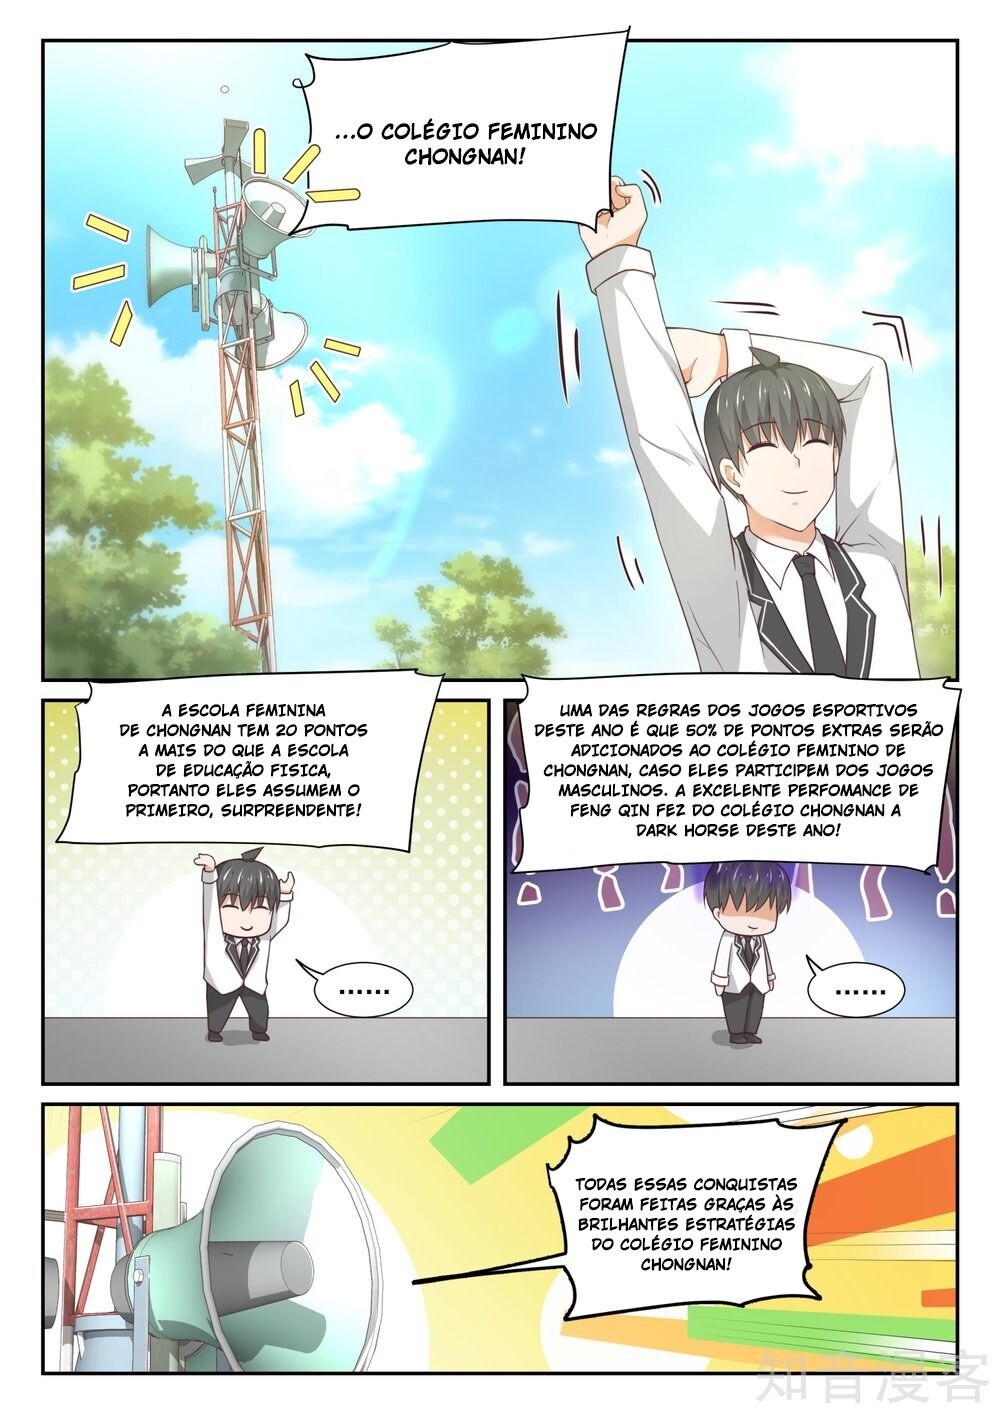 ...O COLÉGIO FEMININO
CHONGNAN!
A ESCOLA FEMININA
DE CHONGNAN TEM 20 PONTOS
A MAIS DO QUE A ESCOLA
DE EDUCAÇÃO FISICA,
PORTANTO ELES ASSUMEM O
PRIMEIRO, SURPREENDENTE!
......
UMA DAS REGRAS DOS JOGOS ESPORTIVOS
DESTE ANO É QUE 50% DE PONTOS EXTRAS SERÃO
ADICIONADOS AO COLÉGIO FEMININO DE
CHONGNAN, CASO ELES PARTICIPEM DOS JOGOS
MASCULINOS. A EXCELENTE PERFOMANCE DE
FENG QIN FEZ DO COLÉGIO CHONGNAN A
DARK HORSE DESTE ANO!
......
TODAS ESSAS CONQUISTAS
FORAM FEITAS GRAÇAS ÀS
BRILHANTES ESTRATÉGIAS
DO COLÉGIO FEMININO
CHONGNAN!
知音漫客